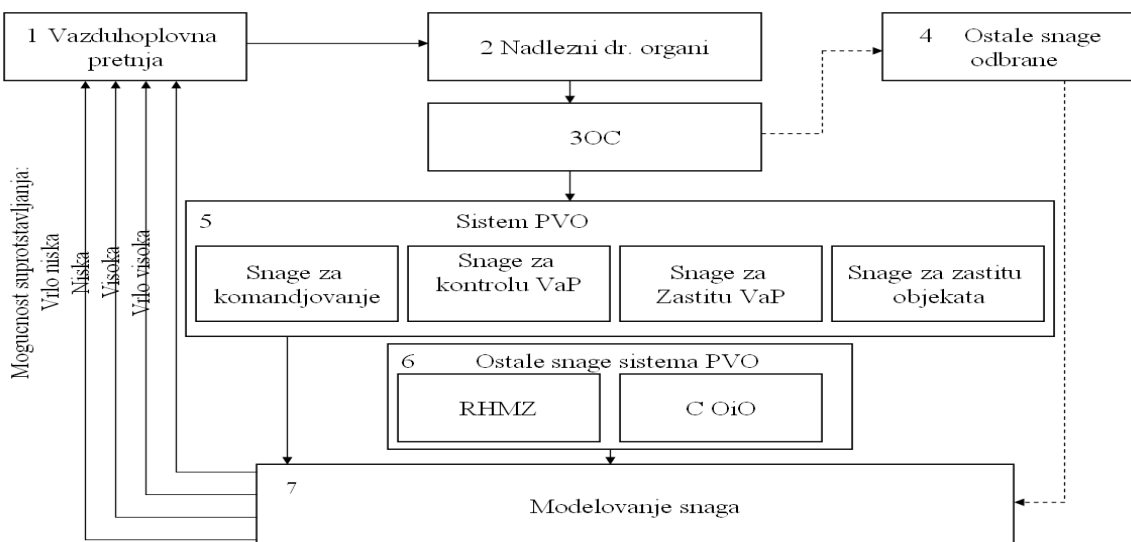 1 Vazduhoplovna
pretnja
2 Nadlezni dr. organi
4 Ostale snage
odbrane
3OC
Mogucnost suprotstavljanja:
Vrlo niska
Niska
Visoka
Vrlo visoka
5 Sistem PVO
Snage za
komandjovanje
Snage za
kontrolu VaP
Snage za
Zastitu VaP
Snage za zastitu
objekata
6 Ostale snage sistema PVO
RHMZ
C OiO
7
Modelovanje snaga